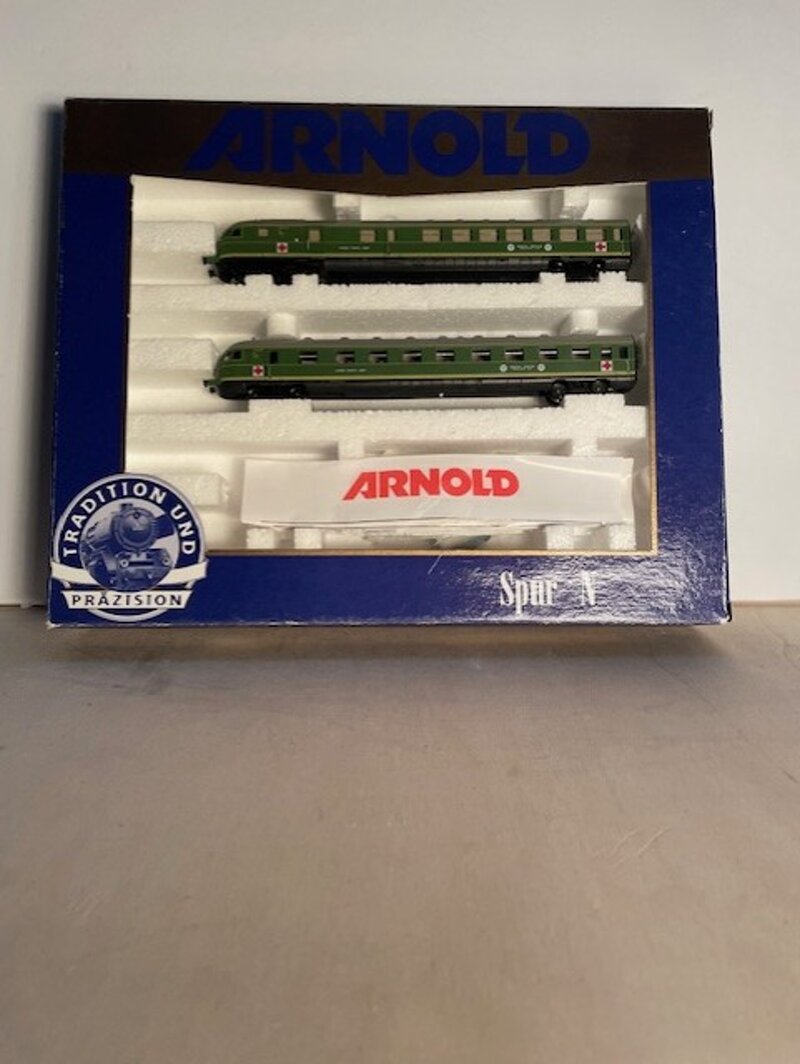 ARNOLD
ARNOLD
TRADITION UND
PRÄZISION
Spur N